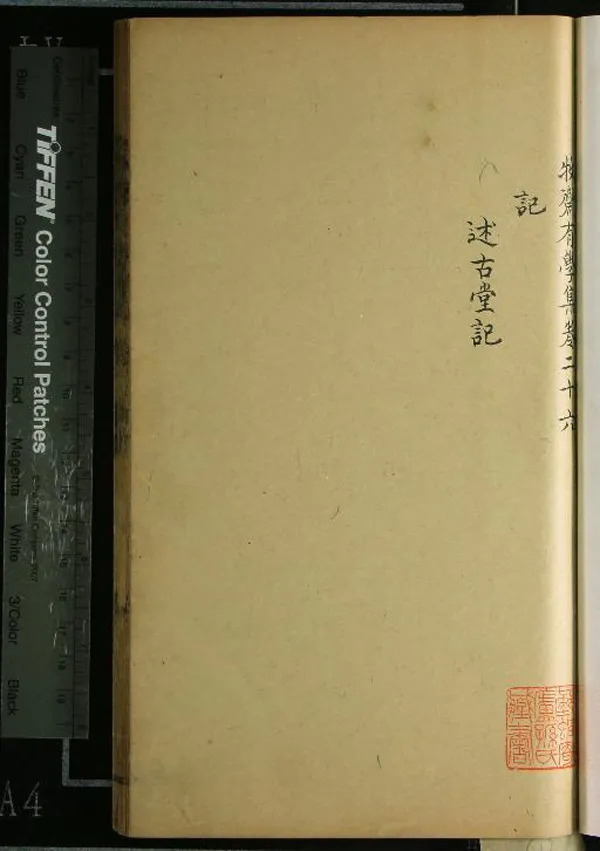 牧齋有學集卷二十六
記
述古堂記
TIFFEN Color Control Patches
Blue Cyan Green Yellow Red Magenta White 3/Color Black
Centimetres
A4